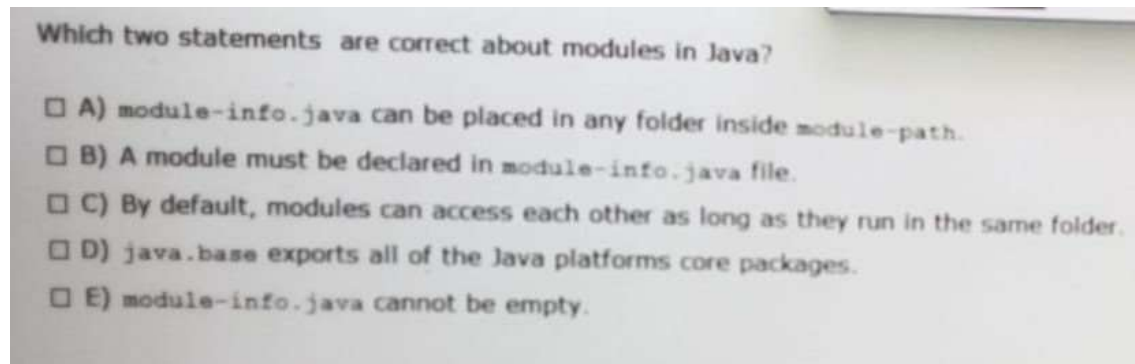 Which two statements are correct about modules in Java?
☐ A) module-info.java can be placed in any folder inside module-path.
☐ B) A module must be declared in module-info.java file.
☐ C) By default, modules can access each other as long as they run in the same folder.
☐ D) java.base exports all of the Java platforms core packages.
☐ E) module-info.java cannot be empty.